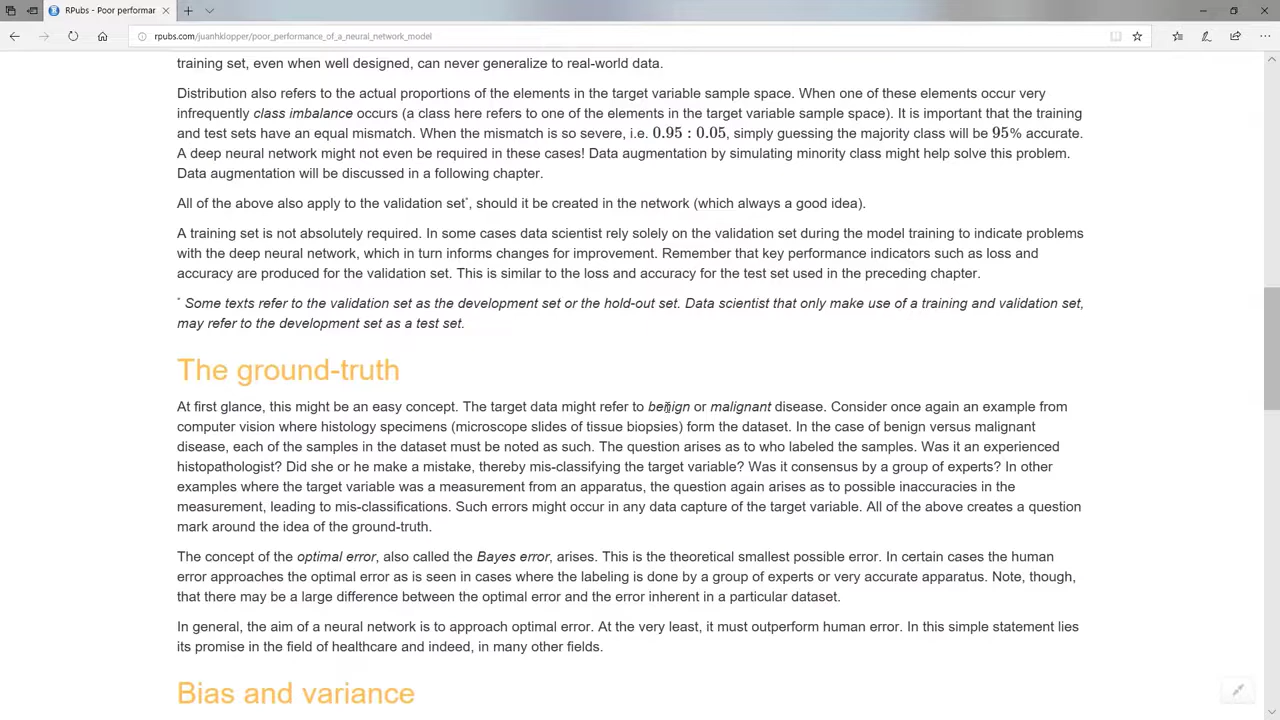 RPubs - Poor performar
rpubs.com/juanhklopper/poor_performance_of_a_neural_network_model
training set, even when well designed, can never generalize to real-world data.
Distribution also refers to the actual proportions of the elements in the target variable sample space. When one of these elements occur very
infrequently class imbalance occurs (a class here refers to one of the elements in the target variable sample space). It is important that the training
and test sets have an equal mismatch. When the mismatch is so severe, i.e. 0.95 : 0.05, simply guessing the majority class will be 95% accurate.
A deep neural network might not even be required in these cases! Data augmentation by simulating minority class might help solve this problem.
Data augmentation will be discussed in a following chapter.
All of the above also apply to the validation set*, should it be created in the network (which always a good idea).
A training set is not absolutely required. In some cases data scientist rely solely on the validation set during the model training to indicate problems
with the deep neural network, which in turn informs changes for improvement. Remember that key performance indicators such as loss and
accuracy are produced for the validation set. This is similar to the loss and accuracy for the test set used in the preceding chapter.
* Some texts refer to the validation set as the development set or the hold-out set. Data scientist that only make use of a training and validation set,
may refer to the development set as a test set.
The ground-truth
At first glance, this might be an easy concept. The target data might refer to benign or malignant disease. Consider once again an example from
computer vision where histology specimens (microscope slides of tissue biopsies) form the dataset. In the case of benign versus malignant
disease, each of the samples in the dataset must be noted as such. The question arises as to who labeled the samples. Was it an experienced
histopathologist? Did she or he make a mistake, thereby mis-classifying the target variable? Was it consensus by a group of experts? In other
examples where the target variable was a measurement from an apparatus, the question again arises as to possible inaccuracies in the
measurement, leading to mis-classifications. Such errors might occur in any data capture of the target variable. All of the above creates a question
mark around the idea of the ground-truth.
The concept of the optimal error, also called the Bayes error, arises. This is the theoretical smallest possible error. In certain cases the human
error approaches the optimal error as is seen in cases where the labeling is done by a group of experts or very accurate apparatus. Note, though,
that there may be a large difference between the optimal error and the error inherent in a particular dataset.
In general, the aim of a neural network is to approach optimal error. At the very least, it must outperform human error. In this simple statement lies
its promise in the field of healthcare and indeed, in many other fields.
Bias and variance